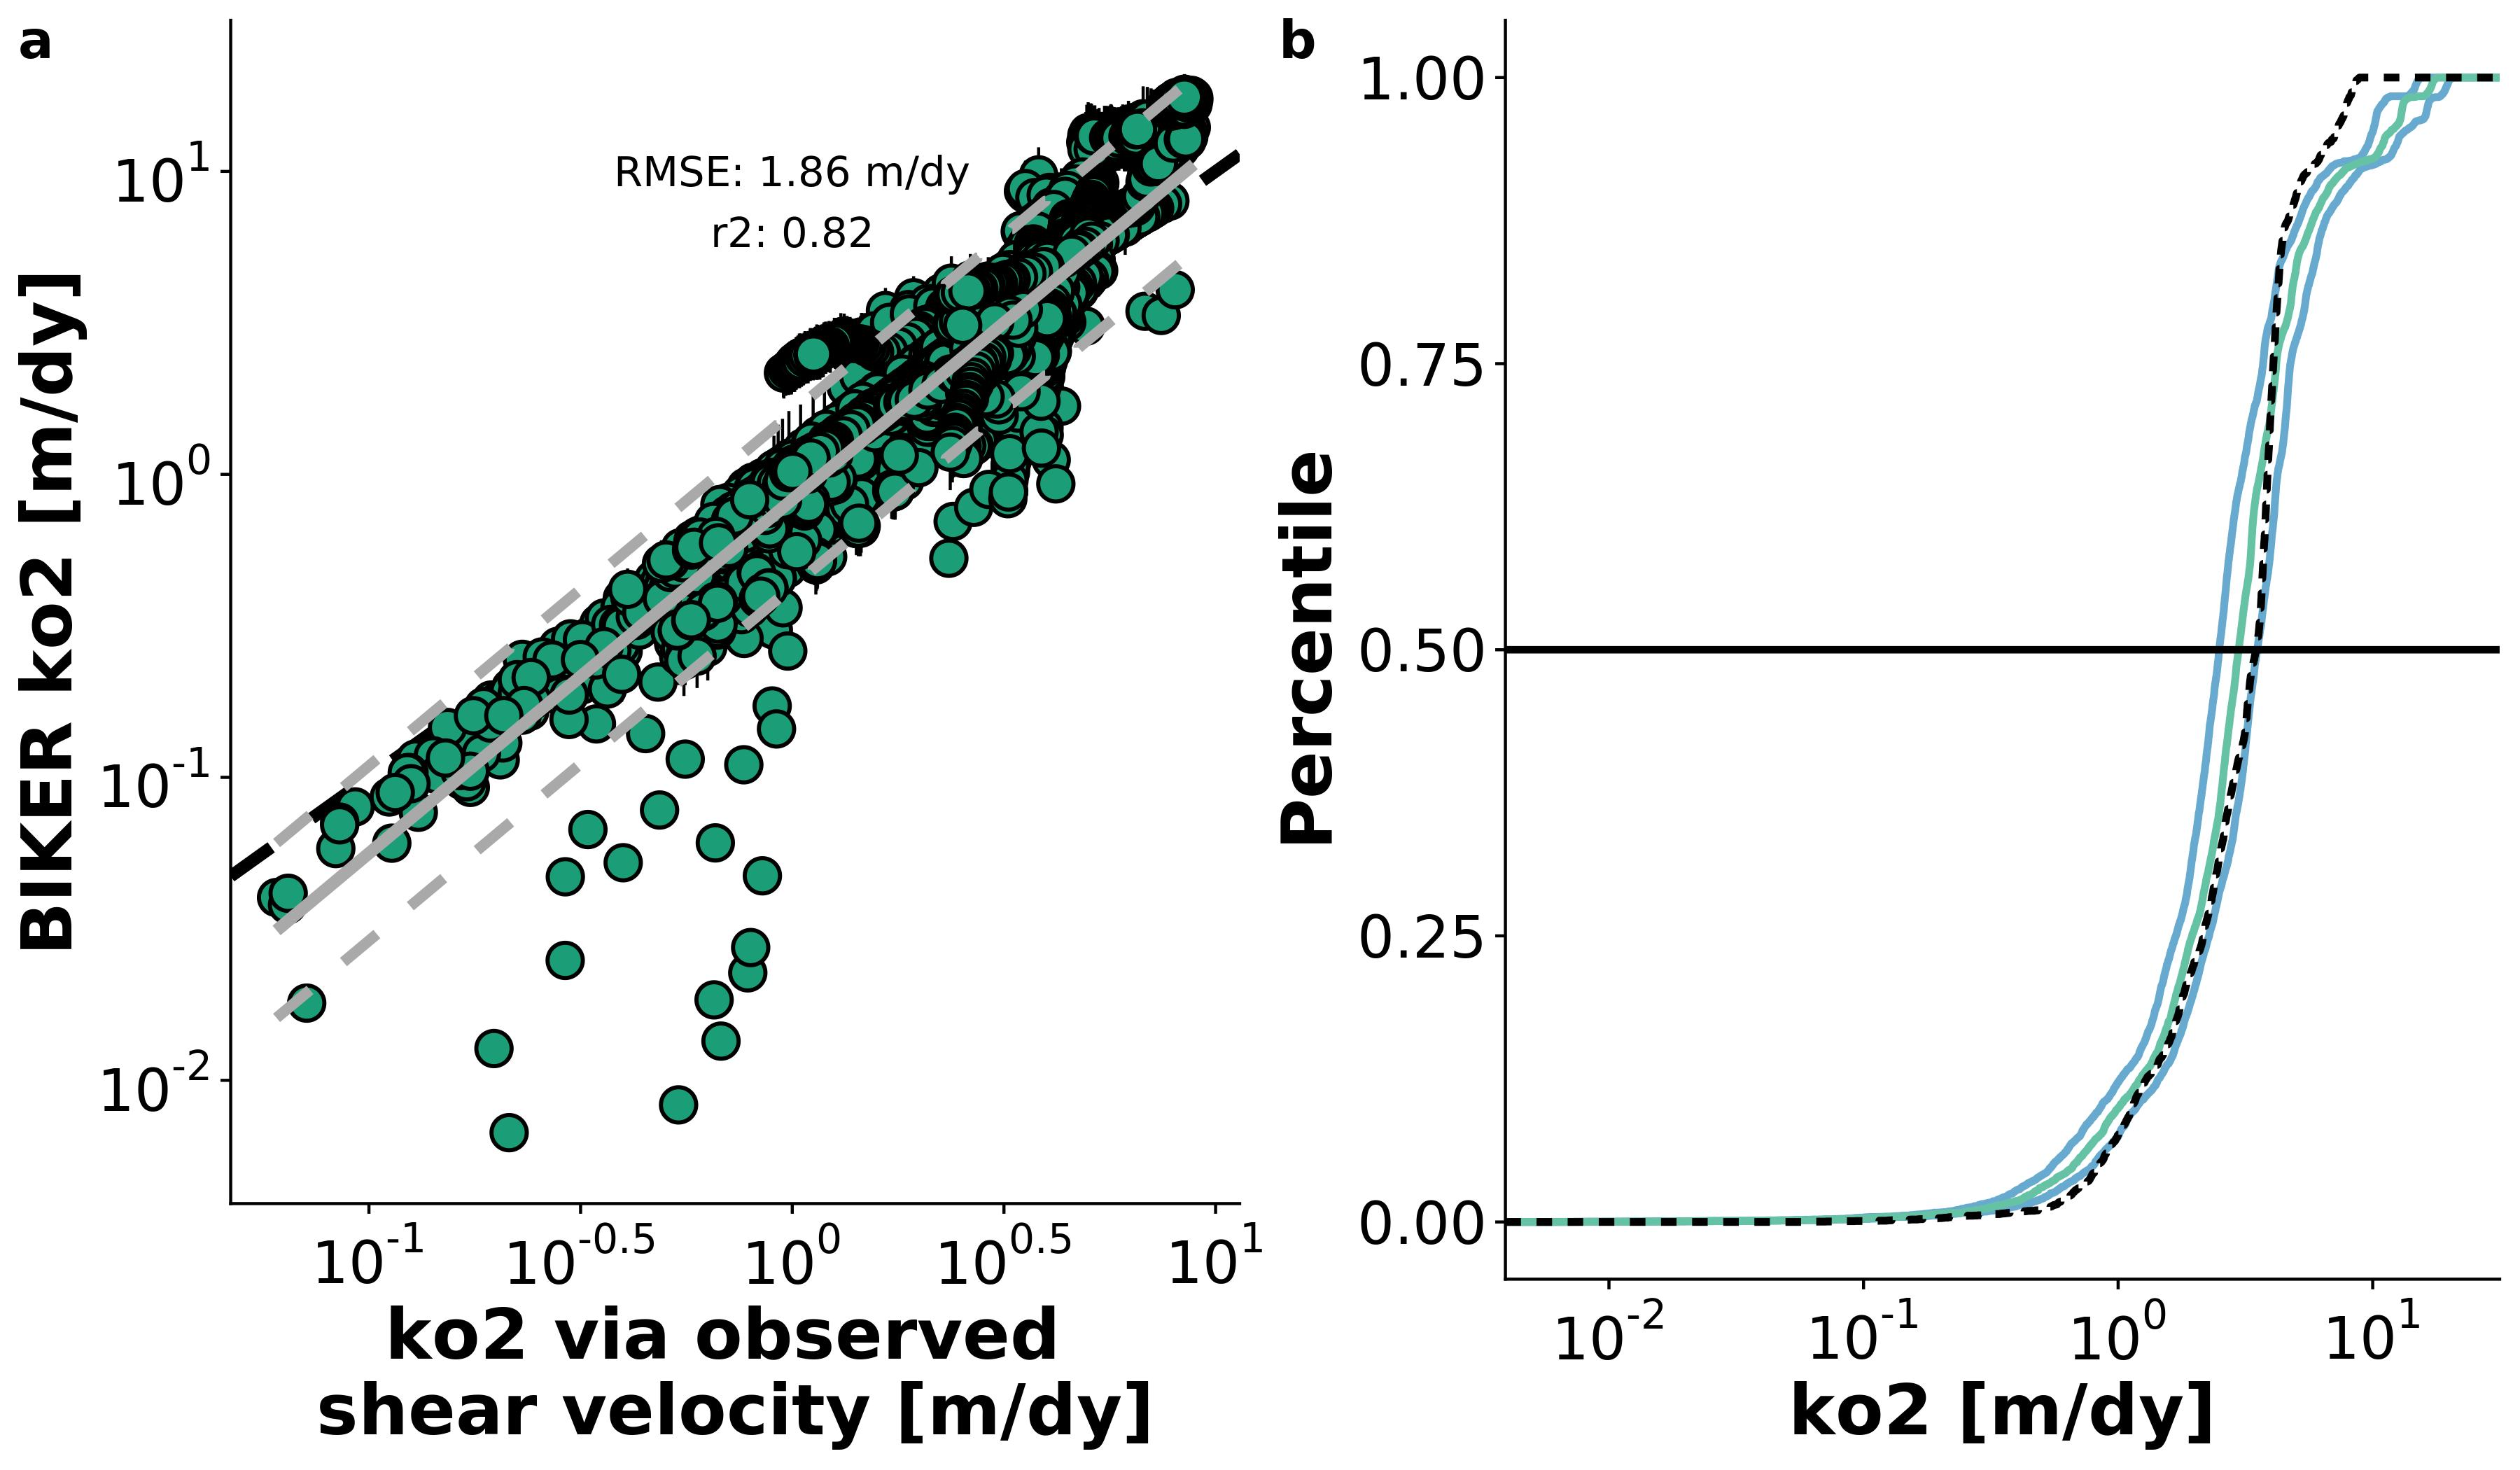 a
BIKER ko2 [m/dy]
10^1
10^0
10^-1
10^-2
RMSE: 1.86 m/dy
r2: 0.82
10^-1
10^-0.5
10^0
10^0.5
10^1
ko2 via observed
shear velocity [m/dy]
b
Percentile
1.00
0.75
0.50
0.25
0.00
10^-2
10^-1
10^0
10^1
ko2 [m/dy]